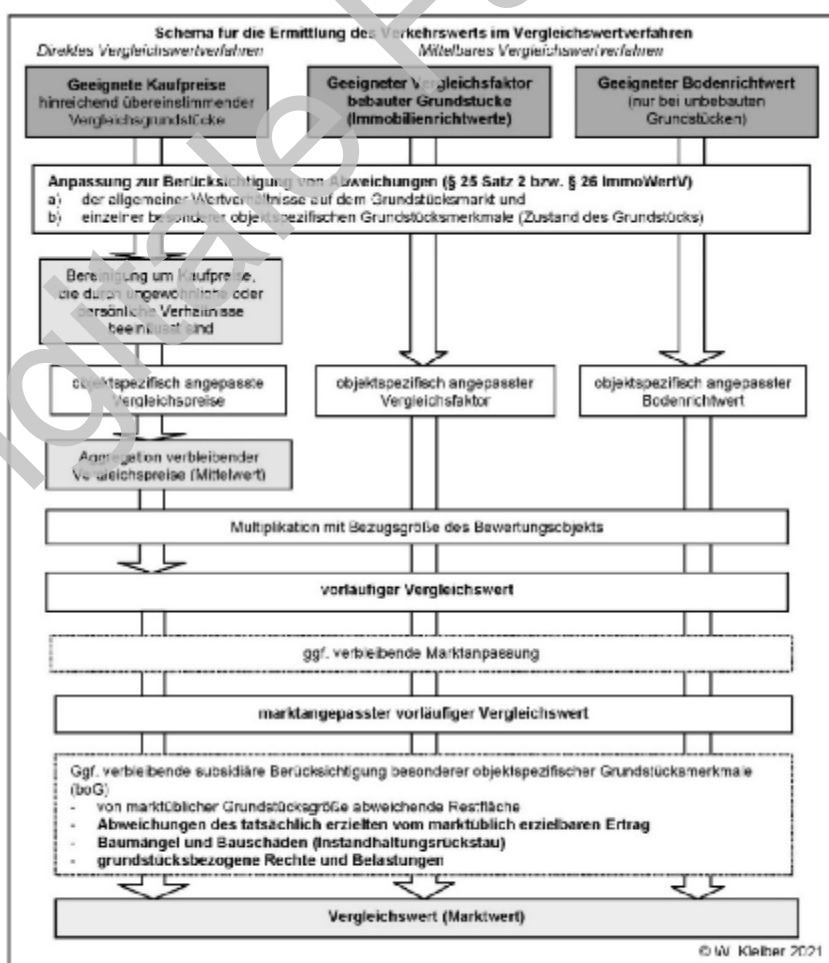 Schema für die Ermittlung des Verkehrswerts im Vergleichswertverfahren
Direktes Vergleichswertverfahren
Mittelbares Vergleichswertverfahren
Geeignete Kaufpreise
hinreichend übereinstimmender
Vergleichsgrundstücke
Geeigneter Vergleichsfaktor
bebauter Grundstücke
(Immobilienrichtwerte)
Geeigneter Bodenrichtwert
(nur bei unbebauten
Grundstücken)
Anpassung zur Berücksichtigung von Abweichungen (§ 25 Satz 2 bzw. § 26 ImmoWertV)
a) der allgemeiner Wertverhältnisse auf dem Grundstücksmarkt und
b) einzelner besonderer objektspezifischen Grundstücksmerkmale (Zustand des Grundstücks)
Bereinigung um Kaufpreise,
die durch ungewöhnliche oder
persönliche Verhältnisse
beeinflusst sind
objektspezifisch angepasste
Vergleichspreise
objektspezifisch angepasster
Vergleichsfaktor
objektspezifisch angepasster
Bodenrichtwert
Aggregation verbleibender
Vergleichspreise (Mittelwert)
Multiplikation mit Bezugsgröße des Bewertungsobjekts
vorläufiger Vergleichswert
ggf. verbleibende Marktanpassung
marktangepasster vorläufiger Vergleichswert
Ggf. verbleibende subsidiäre Berücksichtigung besonderer objektspezifischer Grundstücksmerkmale
(boG)
- von marktüblicher Grundstücksgröße abweichende Restfläche
- Abweichungen des tatsächlich erzielten vom marktüblich erzielbaren Ertrag
- Baumängel und Bauschäden (Instandhaltungsrückstau)
- grundstücksbezogene Rechte und Belastungen
Vergleichswert (Marktwert)
© W. Kleiber 2021